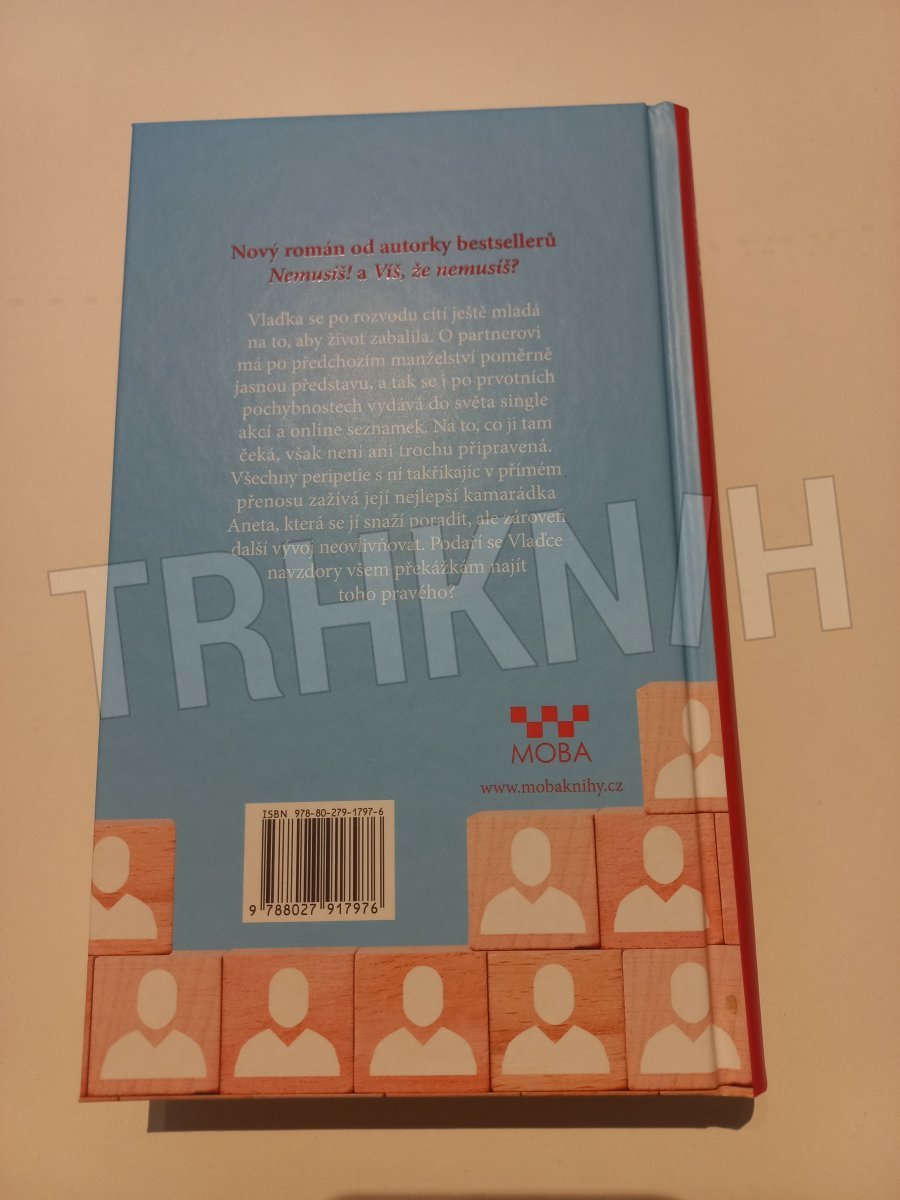 Nový román od autorky bestsellerů
Nemusíš! a Víš, že nemusíš?
Vlaďka se po rozvodu cítí ještě mladá
na to, aby život zabalila. O partnerovi
má po předchozím manželství poměrně
jasnou představu, a tak se i po prvotních
pochybnostech vydává do světa single
akcí a online seznamek. Na to, co ji tam
čeká, však není ani trochu připravená.
Všechny peripetie s ní takříkajíc v přímém
přenosu zažívá její nejlepší kamarádka
Aneta, která se jí snaží poradit, ale zároveň
další vývoj neovlivňovat. Podaří se Vlaďce
navzdory všem překážkám najít
toho pravého?
TRHKNIH
MOBA
www.mobaknihy.cz
ISBN 978-80-279-1797-6
9 788027 917976